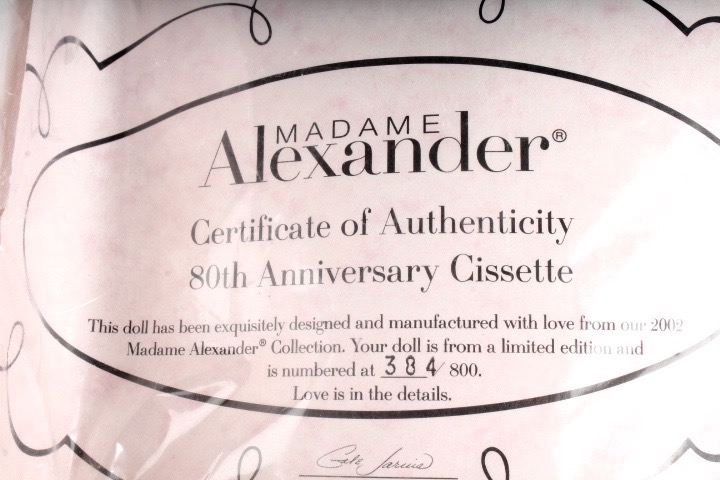 MADAME
Alexander®
Certificate of Authenticity
80th Anniversary Cissette
This doll has been exquisitely designed and manufactured with love from our 2002
Madame Alexander® Collection. Your doll is from a limited edition and
is numbered at 384/800.
Love is in the details.
Gale Jarvis